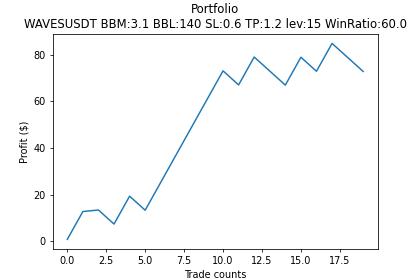 Portfolio
WAVESUSDT BBM:3.1 BBL:140 SL:0.6 TP:1.2 lev:15 WinRatio:60.0
80
60
40
20
0
Profit ($)
0.0 2.5 5.0 7.5 10.0 12.5 15.0 17.5
Trade counts